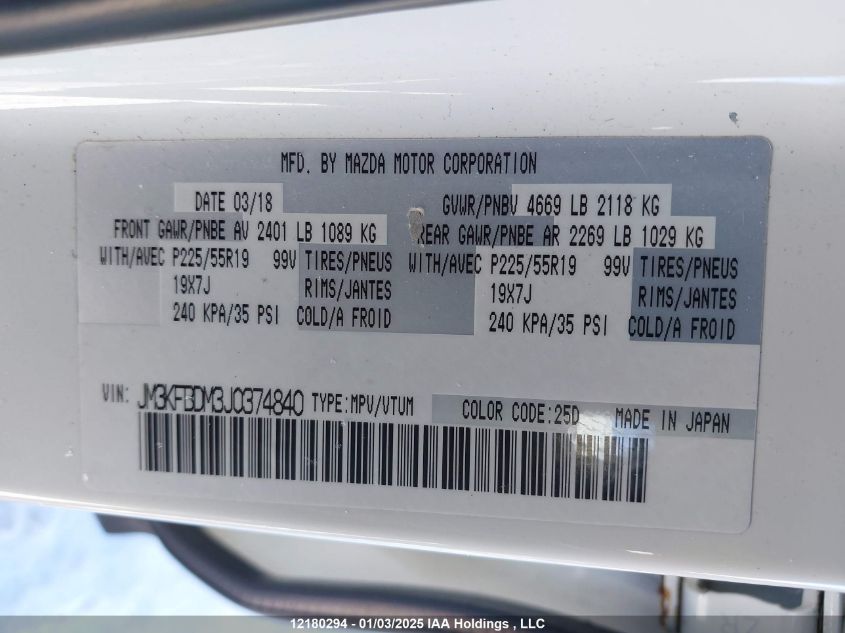 MFD. BY MAZDA MOTOR CORPORATION
DATE 03/18 GVWR/PNBV 4669 LB 2118 KG
FRONT GAWR/PNBE AV 2401 LB 1089 KG REAR GAWR/PNBE AR 2269 LB 1029 KG
WITH/AVEC P225/55R19 99V TIRES/PNEUS WITH/AVEC P225/55R19 99V TIRES/PNEUS
19X7J RIMS/JANTES 19X7J RIMS/JANTES
240 KPA/35 PSI COLD/A FROID 240 KPA/35 PSI COLD/A FROID
VIN: JM3KFBDM3J0374840 TYPE:MPV/VTUM COLOR CODE:25D MADE IN JAPAN
12180294 - 01/03/2025 IAA Holdings, LLC